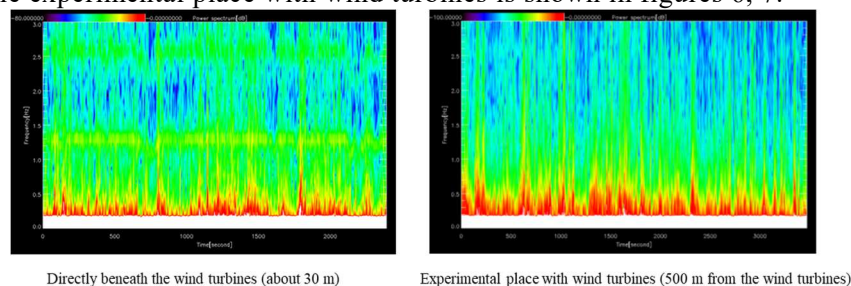 e experimental place with wind turbines is shown in figures 6, 7.
-80.000000 -0.00000000 Power spectrum[dB]
3.0
2.5
2.0
1.5
1.0
0.5
0.0
Frequency[Hz]
0 500 1000 1500 2000
Time[second]
-100.000000 -0.00000000 Power spectrum[dB]
3.0
2.5
2.0
1.5
1.0
0.5
0.0
Frequency[Hz]
0 500 1000 1500 2000 2500 3000
Time[second]
Directly beneath the wind turbines (about 30 m)
Experimental place with wind turbines (500 m from the wind turbines)